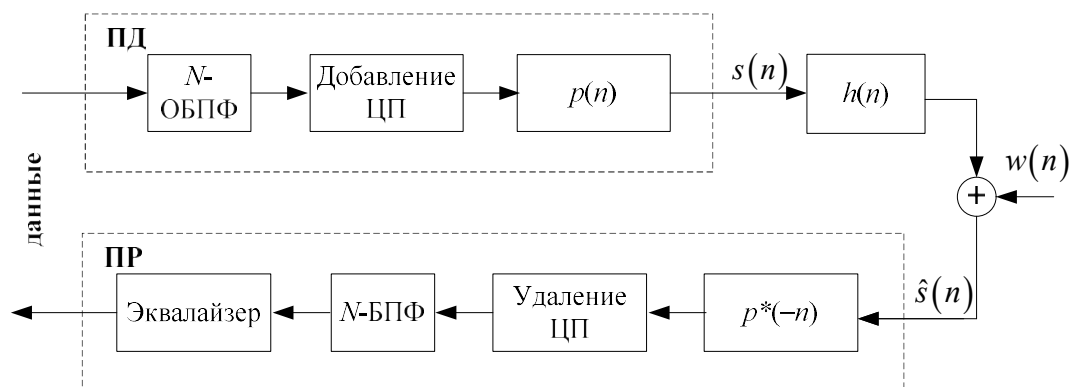 ПД
N-
ОБПФ
Добавление
ЦП
p(n)
s(n)
h(n)
w(n)
+
данные
ПР
Эквалайзер
N-БПФ
Удаление
ЦП
p*(−n)
ŝ(n)